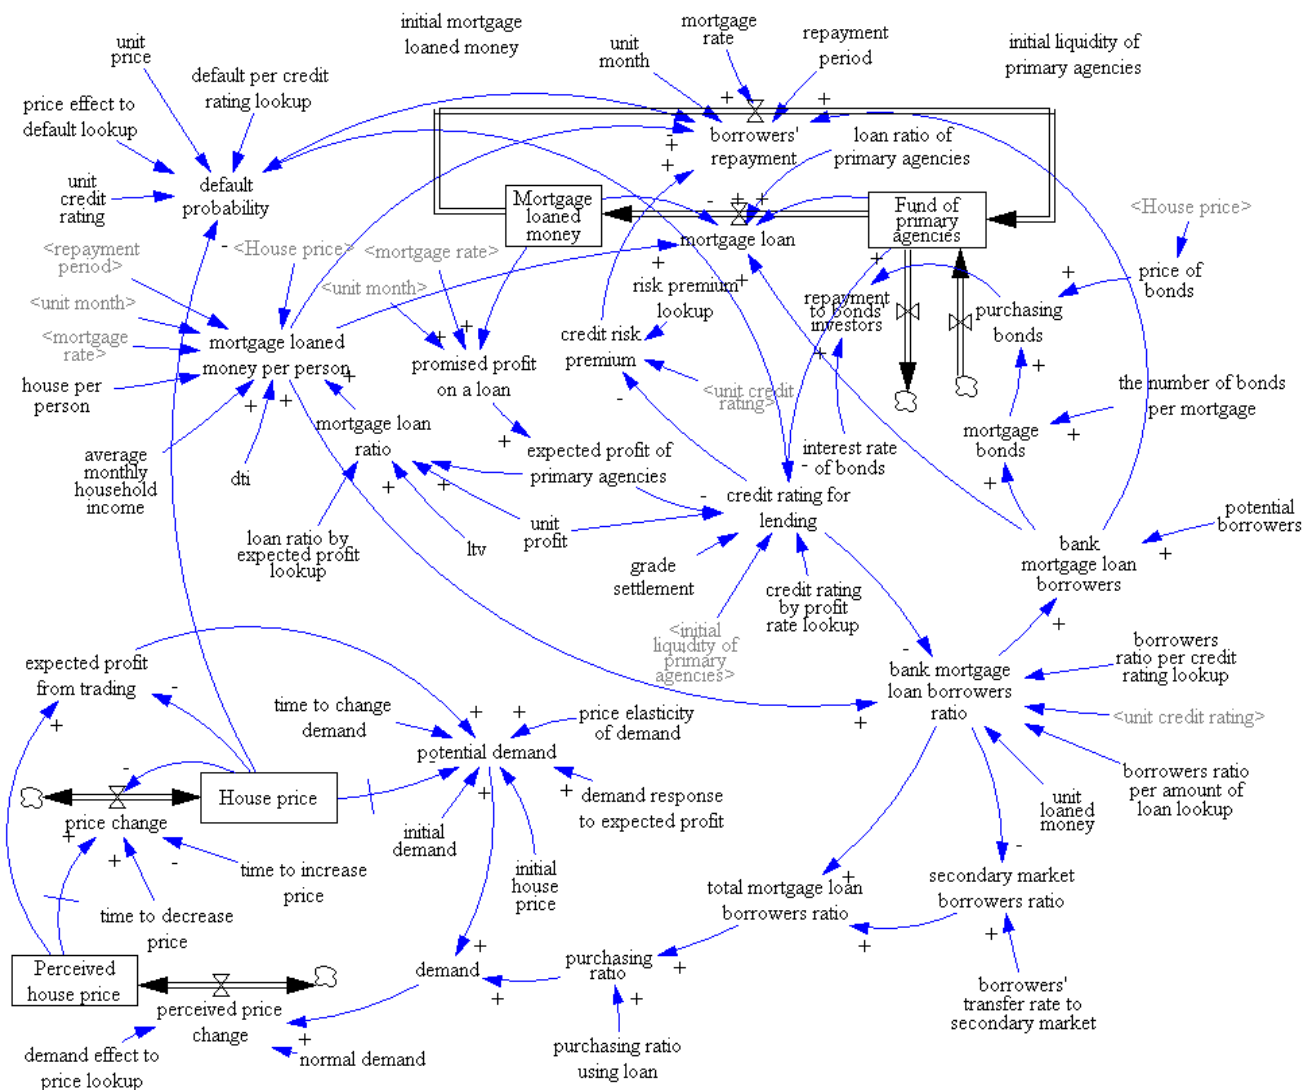 initial mortgage
loaned money
mortgage
rate
repayment
period
initial liquidity of
primary agencies
unit
price
unit
month
default per credit
rating lookup
price effect to
default lookup
borrowers'
repayment
loan ratio of
primary agencies
unit
credit
rating
default
probability
Mortgage
loaned
money
Fund of
primary
agencies
<House price>
mortgage loan
<repayment
period>
<House price>
<mortgage rate>
<unit month>
<unit month>
risk premium
lookup
repayment
to bonds'
investors
price of
bonds
purchasing
bonds
<mortgage
rate>
mortgage loaned
money per person
credit risk
premium
promised profit
on a loan
house per
person
<unit credit
rating>
the number of bonds
per mortgage
mortgage loan
ratio
mortgage
bonds
average
monthly
household
income
dti
expected profit of
primary agencies
interest rate
of bonds
credit rating for
lending
potential
borrowers
loan ratio by
expected profit
lookup
ltv
unit
profit
bank
mortgage loan
borrowers
grade
settlement
credit rating
by profit
rate lookup
<initial
liquidity of
primary
agencies>
borrowers
ratio per credit
rating lookup
expected profit
from trading
bank mortgage
loan borrowers
ratio
<unit credit rating>
time to change
demand
price elasticity
of demand
potential demand
House price
borrowers ratio
per amount of
loan lookup
unit
loaned
money
demand response
to expected profit
price change
initial
demand
initial
house
price
time to increase
price
total mortgage loan
borrowers ratio
secondary market
borrowers ratio
time to decrease
price
Perceived
house price
demand
purchasing
ratio
perceived price
change
borrowers'
transfer rate to
secondary market
demand effect to
price lookup
normal demand
purchasing ratio
using loan